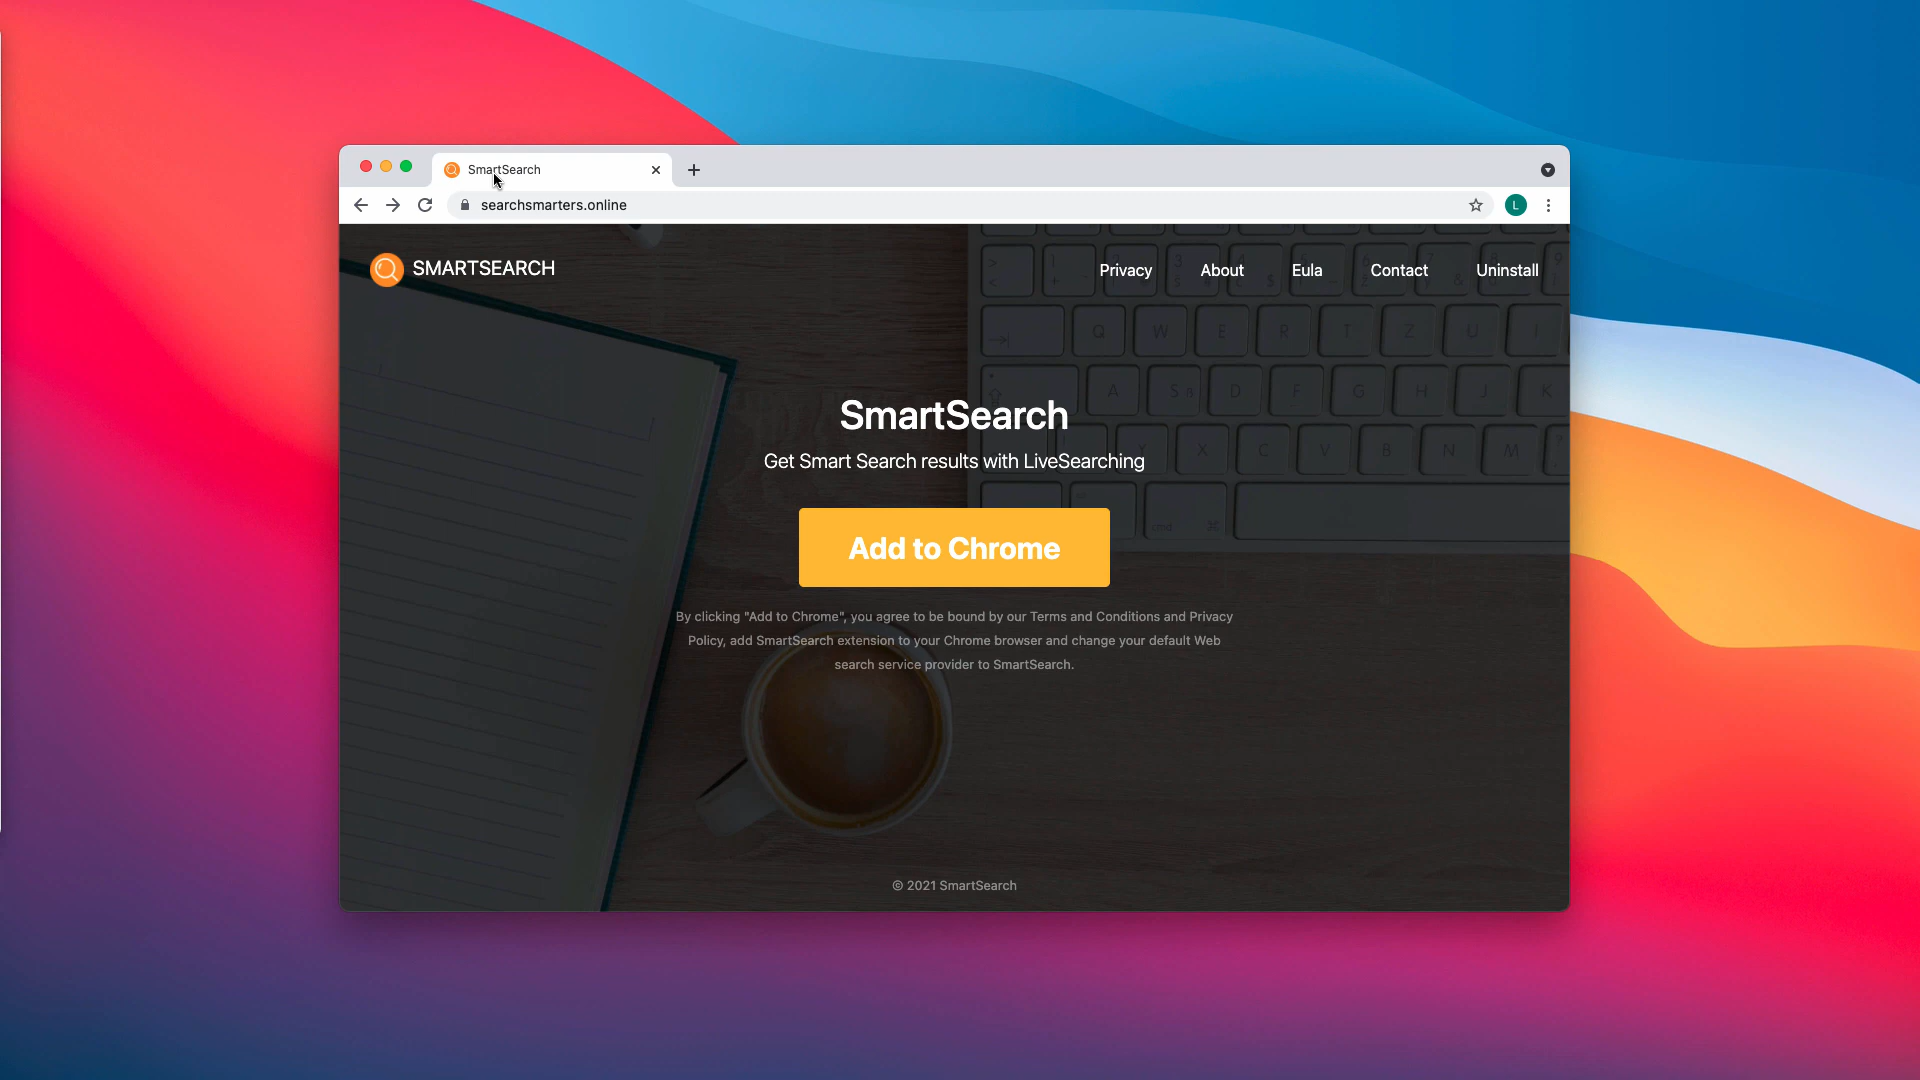 SmartSearch
searchsmarters.online
L
SMARTSEARCH
Privacy About Eula Contact Uninstall
SmartSearch
Get Smart Search results with LiveSearching
Add to Chrome
By clicking "Add to Chrome", you agree to be bound by our Terms and Conditions and Privacy
Policy, add SmartSearch extension to your Chrome browser and change your default Web
search service provider to SmartSearch.
Q W E R T Z U I
A S D F G H J K
Y X C V B N M
cmd ⌘
© 2021 SmartSearch